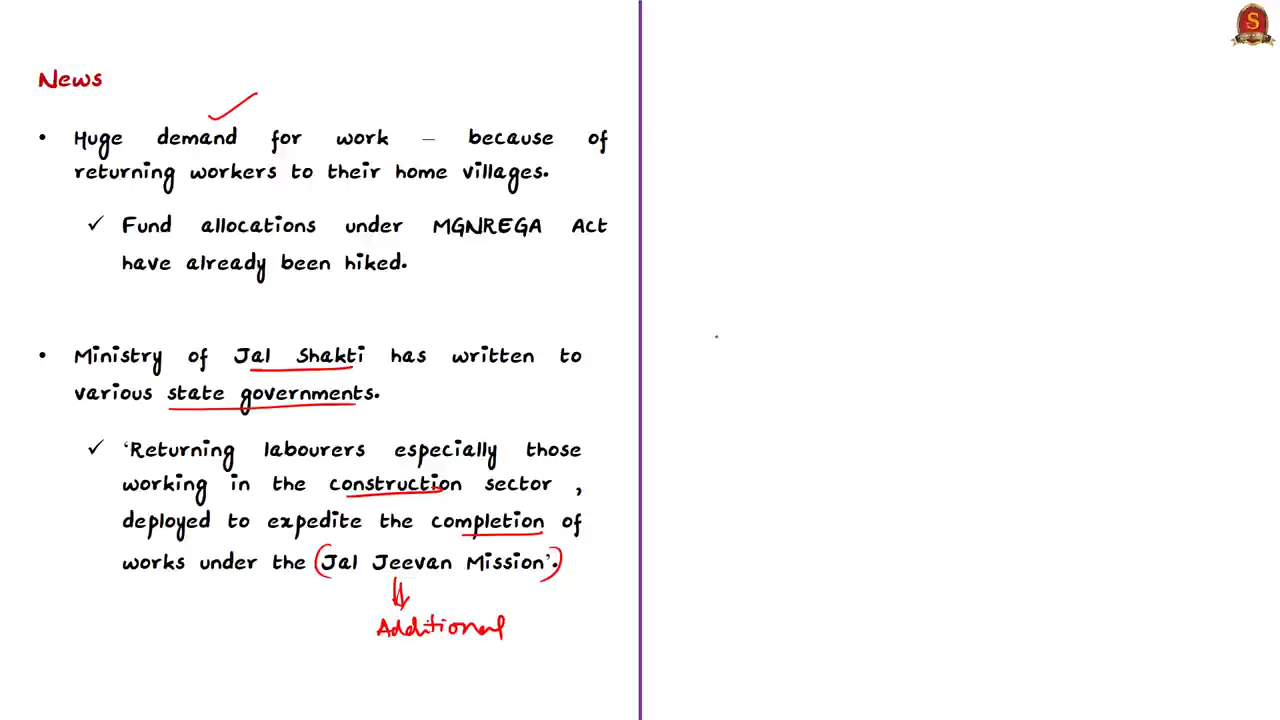 News
• Huge demand for work – because of
returning workers to their home villages.
✓ Fund allocations under MGNREGA Act
have already been hiked.
• Ministry of Jal Shakti has written to
various state governments.
✓ 'Returning labourers especially those
working in the construction sector ,
deployed to expedite the completion of
works under the (Jal Jeevan Mission'.)
Additional
S